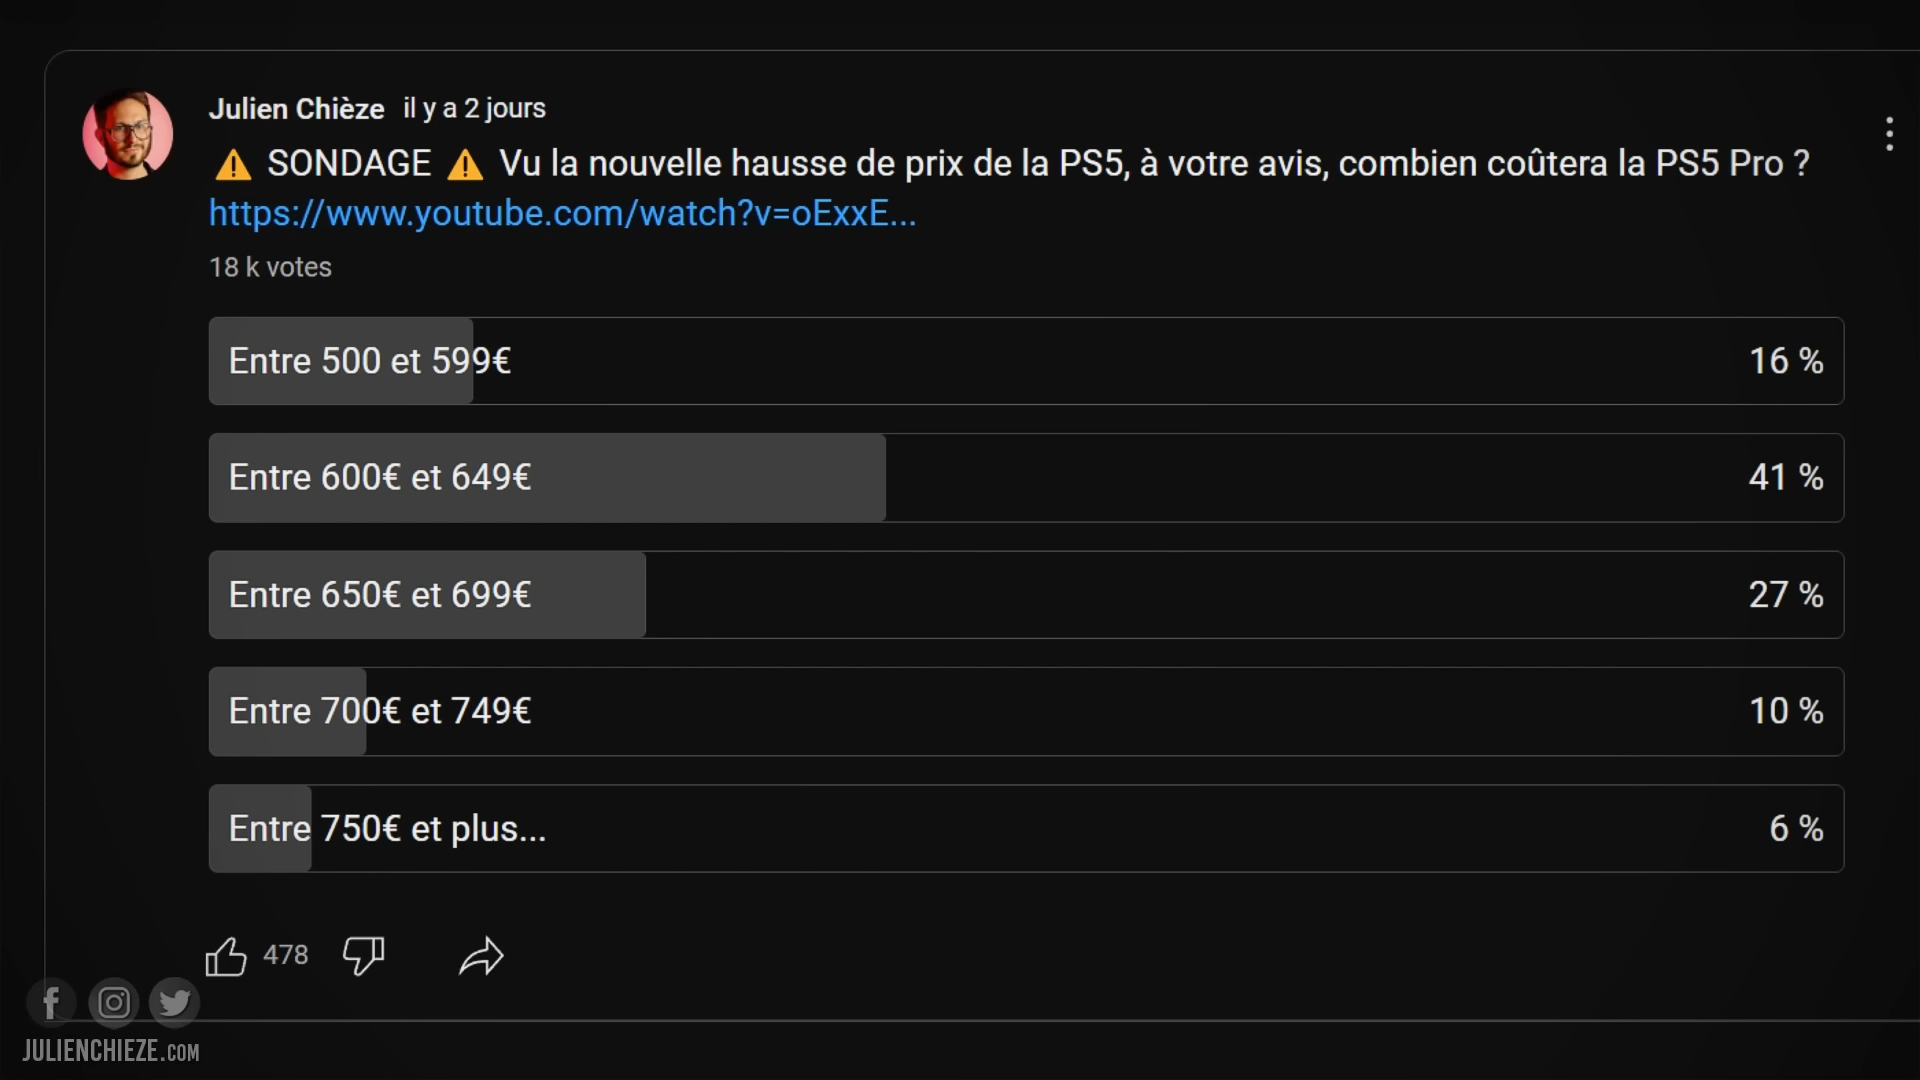 Julien Chièze il y a 2 jours
⚠ SONDAGE ⚠ Vu la nouvelle hausse de prix de la PS5, à votre avis, combien coûtera la PS5 Pro ?
https://www.youtube.com/watch?v=oExxE...
18 k votes
Entre 500 et 599€ 16 %
Entre 600€ et 649€ 41 %
Entre 650€ et 699€ 27 %
Entre 700€ et 749€ 10 %
Entre 750€ et plus... 6 %
478
JULIENCHIEZE.COM